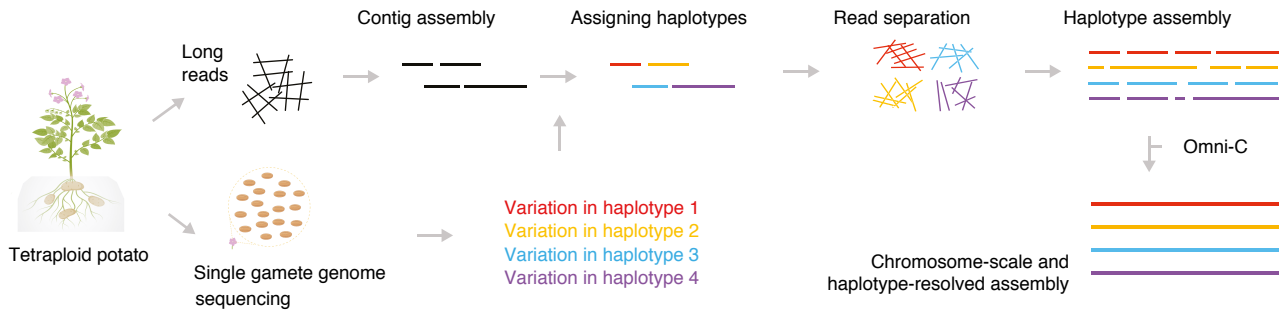 Contig assembly
Assigning haplotypes
Read separation
Haplotype assembly
Long
reads
Omni-C
Tetraploid potato
Single gamete genome
sequencing
Variation in haplotype 1
Variation in haplotype 2
Variation in haplotype 3
Variation in haplotype 4
Chromosome-scale and
haplotype-resolved assembly